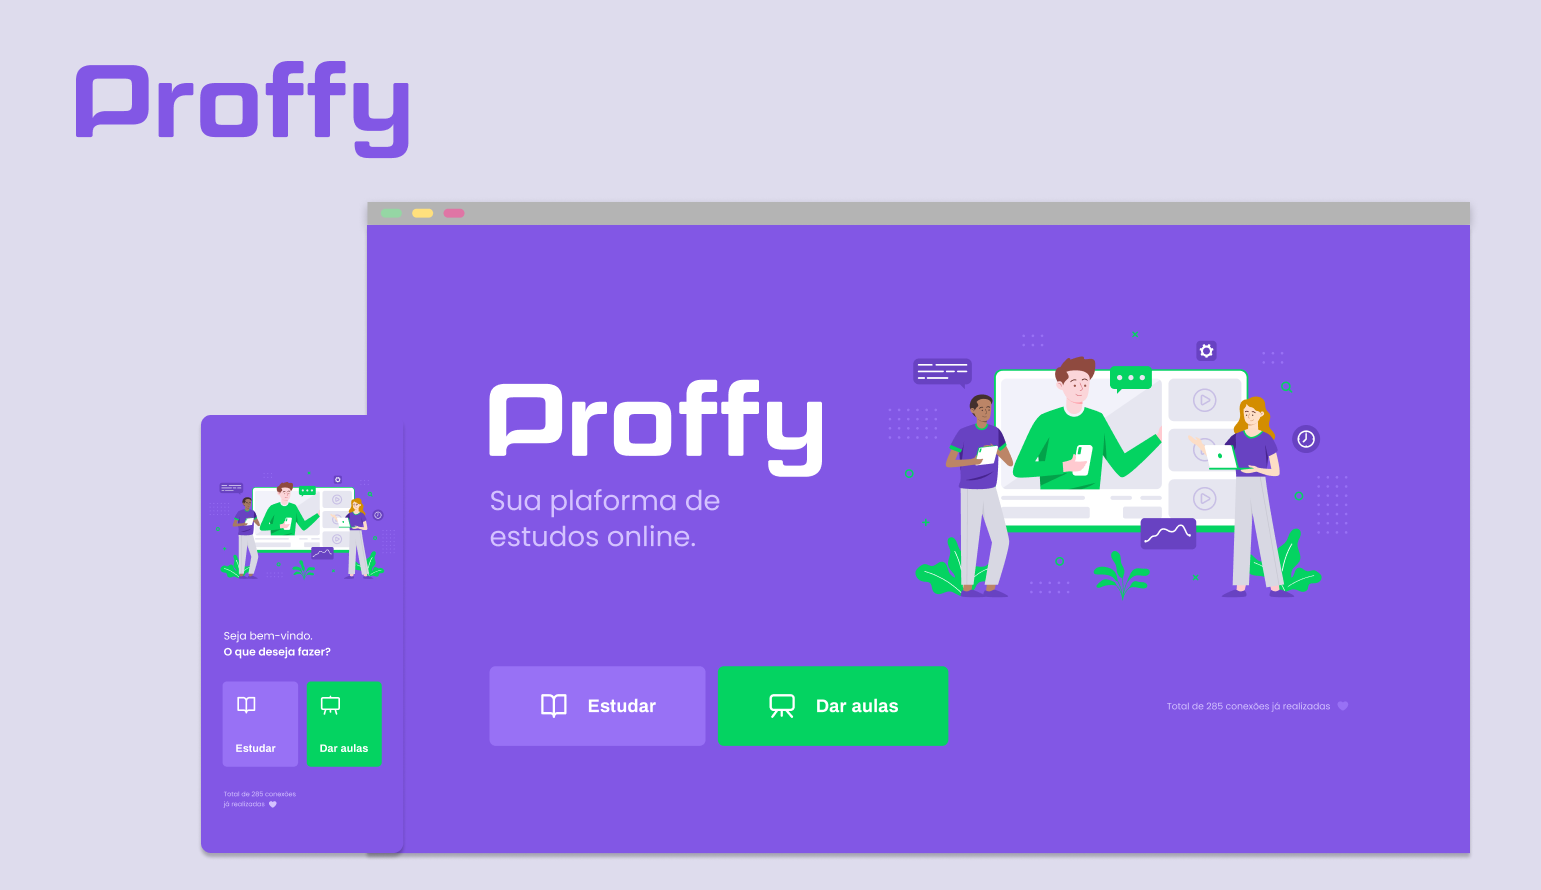 Proffy
Proffy
Sua plaforma de
estudos online.
Estudar
Dar aulas
Total de 285 conexões já realizadas
Seja bem-vindo.
O que deseja fazer?
Estudar
Dar aulas
Total de 285 conexões
já realizadas